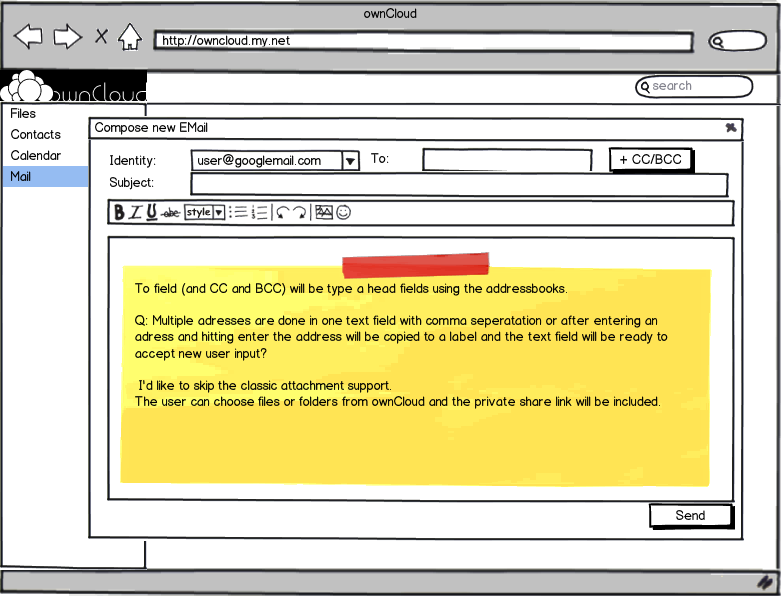 ownCloud
http://owncloud.my.net
ownCloud
search
Files
Contacts
Calendar
Mail
Compose new EMail
Identity:
user@googlemail.com
To:
+ CC/BCC
Subject:
B I U abc style
To field (and CC and BCC) will be type a head fields using the addressbooks.
Q: Multiple adresses are done in one text field with comma seperatation or after entering an
adress and hitting enter the address will be copied to a label and the text field will be ready to
accept new user input?
I'd like to skip the classic attachment support.
The user can choose files or folders from ownCloud and the private share link will be included.
Send